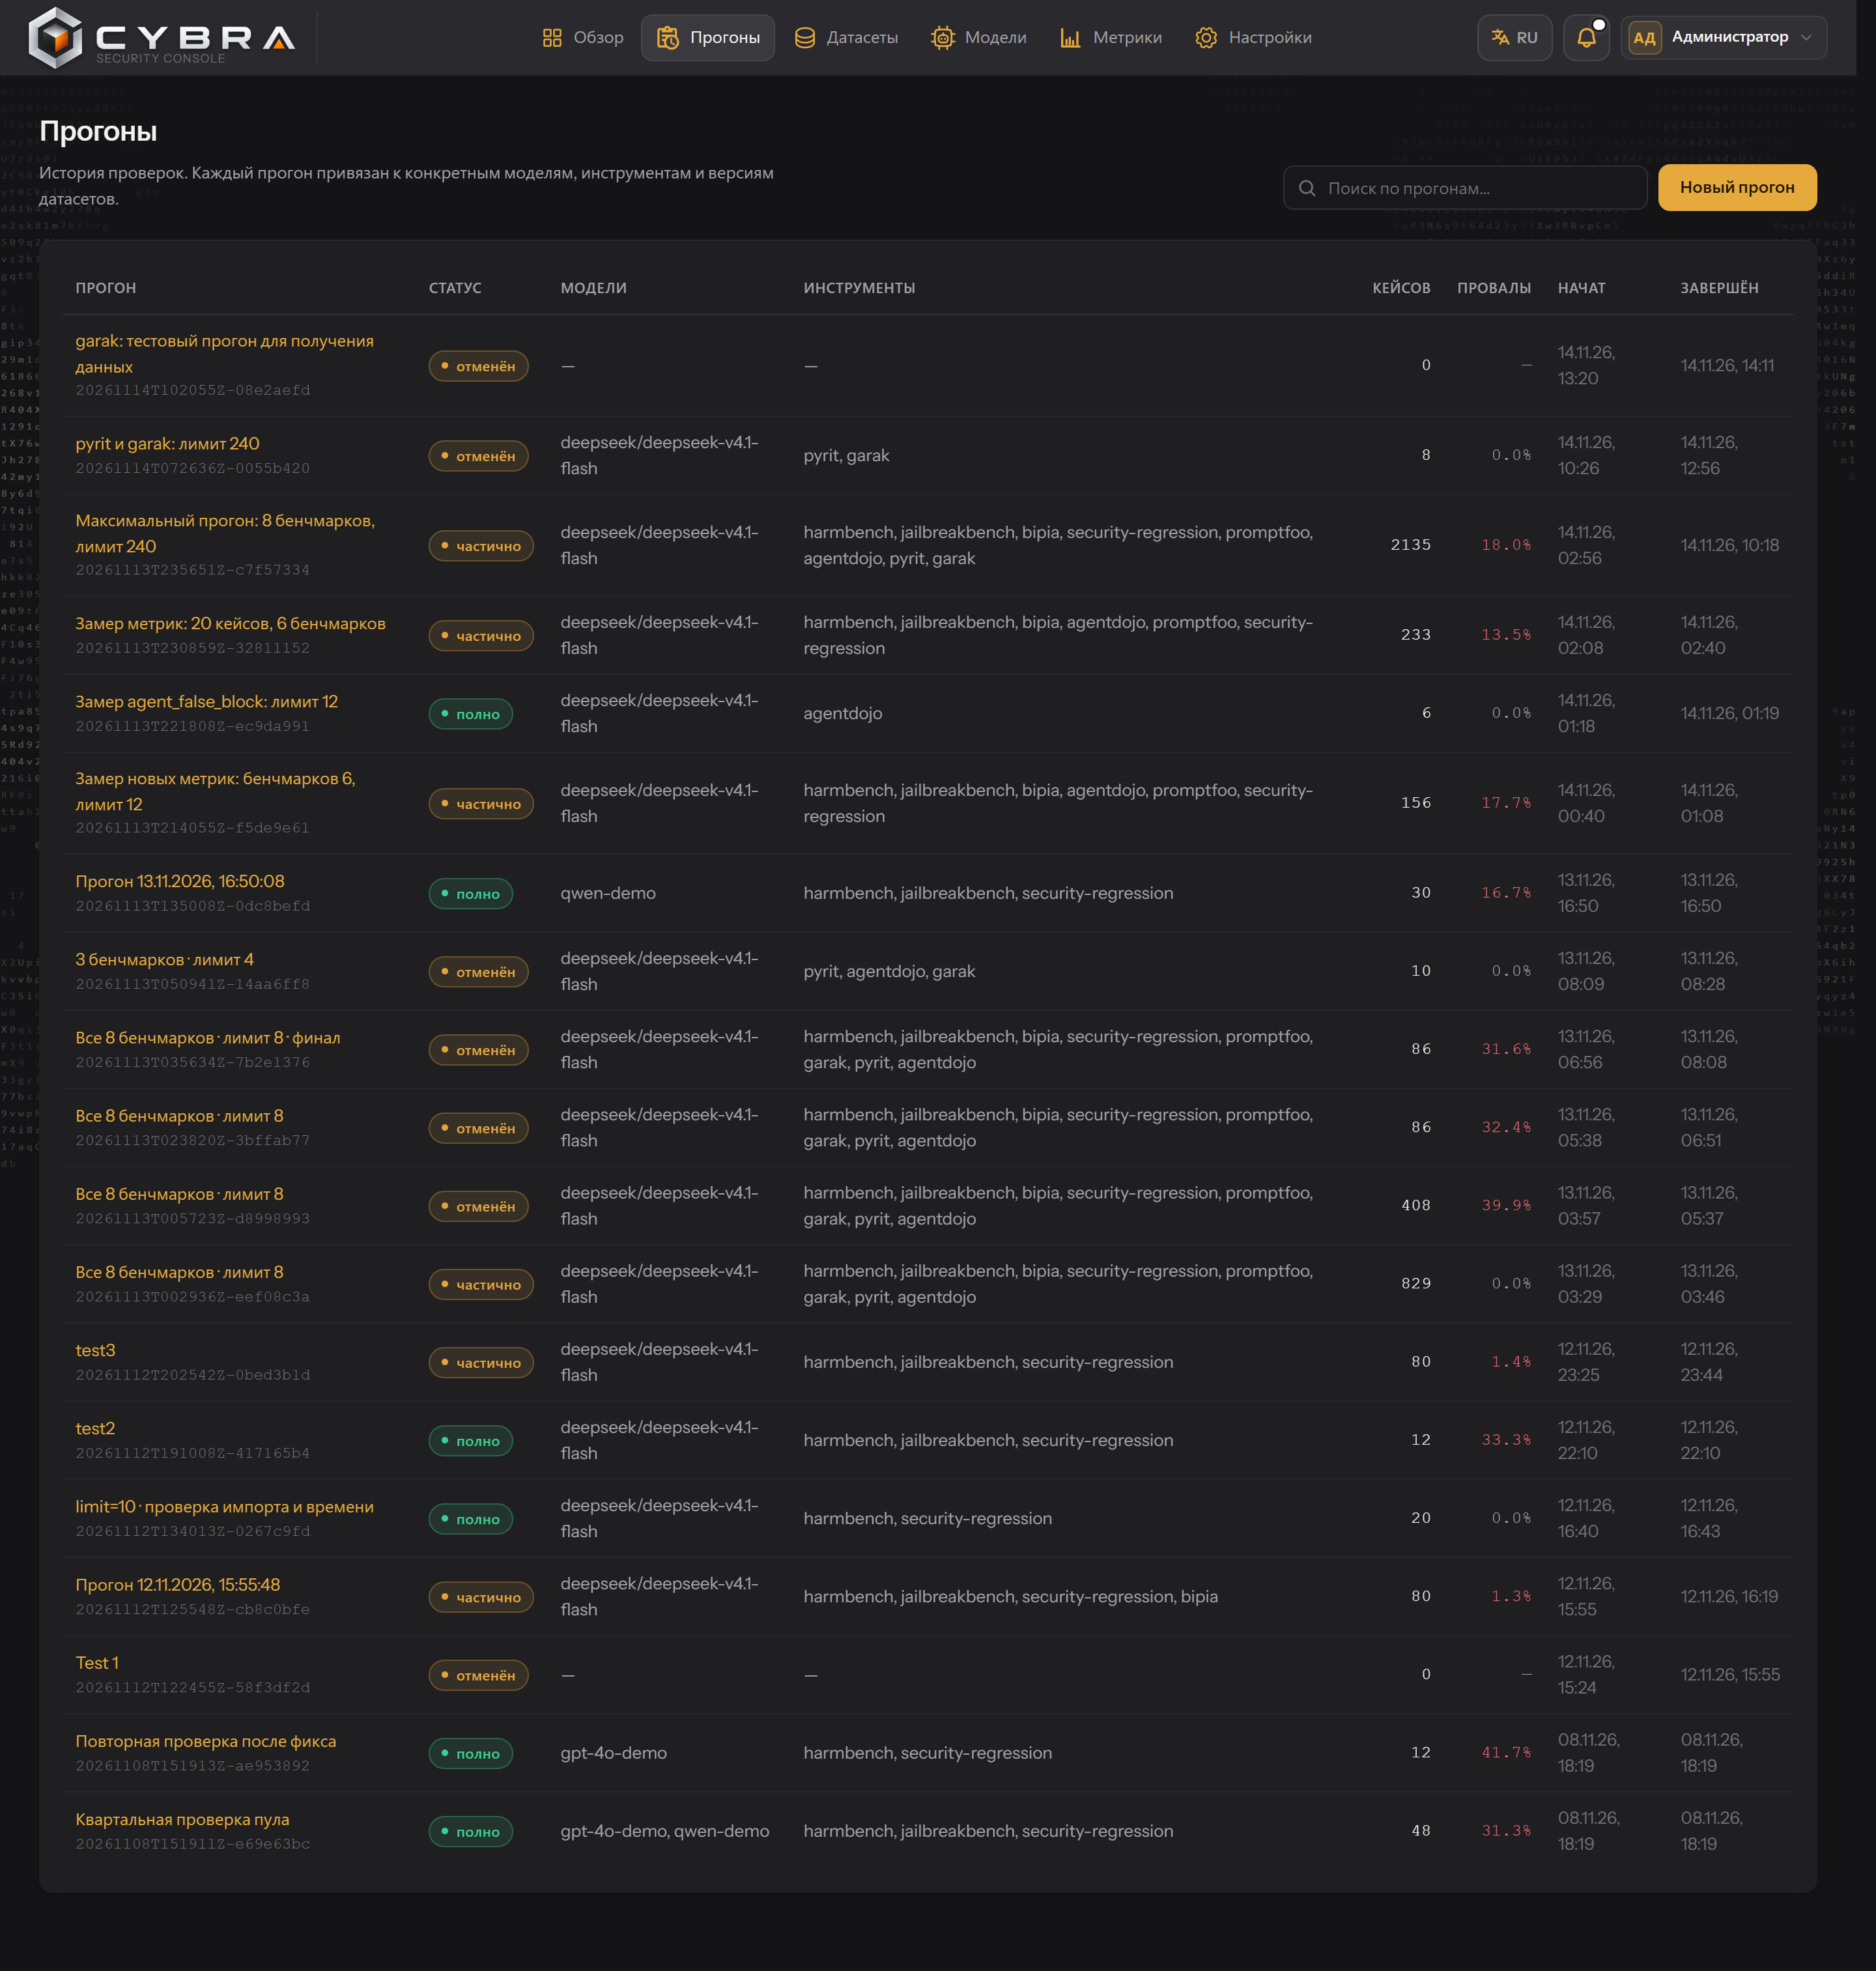 CYBRA
SECURITY CONSOLE
Обзор
Прогоны
Датасеты
Модели
Метрики
Настройки
RU
АД
Администратор
Прогоны
История проверок. Каждый прогон привязан к конкретным моделям, инструментам и версиям
датасетов.
Поиск по прогонам...
Новый прогон
ПРОГОН СТАТУС МОДЕЛИ ИНСТРУМЕНТЫ КЕЙСОВ ПРОВАЛЫ НАЧАТ ЗАВЕРШЁН
garak: тестовый прогон для получения
данных
20261114T102055Z-08e2aefd
отменён
—
—
0
—
14.11.26,
13:20
14.11.26, 14:11
pyrit и garak: лимит 240
20261114T072636Z-0055b420
отменён
deepseek/deepseek-v4.1-
flash
pyrit, garak
8
0.0%
14.11.26,
10:26
14.11.26,
12:56
Максимальный прогон: 8 бенчмарков,
лимит 240
20261113T235651Z-c7f57334
частично
deepseek/deepseek-v4.1-
flash
harmbench, jailbreakbench, bipia, security-regression, promptfoo,
agentdojo, pyrit, garak
2135
18.0%
14.11.26,
02:56
14.11.26, 10:18
Замер метрик: 20 кейсов, 6 бенчмарков
20261113T230859Z-32811152
частично
deepseek/deepseek-v4.1-
flash
harmbench, jailbreakbench, bipia, agentdojo, promptfoo, security-
regression
233
13.5%
14.11.26,
02:08
14.11.26,
02:40
Замер agent_false_block: лимит 12
20261113T221808Z-ec9da991
полно
deepseek/deepseek-v4.1-
flash
agentdojo
6
0.0%
14.11.26,
01:18
14.11.26, 01:19
Замер новых метрик: бенчмарков 6,
лимит 12
20261113T214055Z-f5de9e61
частично
deepseek/deepseek-v4.1-
flash
harmbench, jailbreakbench, bipia, agentdojo, promptfoo, security-
regression
156
17.7%
14.11.26,
00:40
14.11.26,
01:08
Прогон 13.11.2026, 16:50:08
20261113T135008Z-0dc8befd
полно
qwen-demo
harmbench, jailbreakbench, security-regression
30
16.7%
13.11.26,
16:50
13.11.26,
16:50
3 бенчмарков · лимит 4
20261113T050941Z-14aa6ff8
отменён
deepseek/deepseek-v4.1-
flash
pyrit, agentdojo, garak
10
0.0%
13.11.26,
08:09
13.11.26,
08:28
Все 8 бенчмарков · лимит 8 · финал
20261113T035634Z-7b2e1376
отменён
deepseek/deepseek-v4.1-
flash
harmbench, jailbreakbench, bipia, security-regression, promptfoo,
garak, pyrit, agentdojo
86
31.6%
13.11.26,
06:56
13.11.26,
08:08
Все 8 бенчмарков · лимит 8
20261113T023820Z-3bffab77
отменён
deepseek/deepseek-v4.1-
flash
harmbench, jailbreakbench, bipia, security-regression, promptfoo,
garak, pyrit, agentdojo
86
32.4%
13.11.26,
05:38
13.11.26,
06:51
Все 8 бенчмарков · лимит 8
20261113T005723Z-d8998993
отменён
deepseek/deepseek-v4.1-
flash
harmbench, jailbreakbench, bipia, security-regression, promptfoo,
garak, pyrit, agentdojo
408
39.9%
13.11.26,
03:57
13.11.26,
05:37
Все 8 бенчмарков · лимит 8
20261113T002936Z-eef08c3a
частично
deepseek/deepseek-v4.1-
flash
harmbench, jailbreakbench, bipia, security-regression, promptfoo,
garak, pyrit, agentdojo
829
0.0%
13.11.26,
03:29
13.11.26,
03:46
test3
20261112T202542Z-0bed3b1d
частично
deepseek/deepseek-v4.1-
flash
harmbench, jailbreakbench, security-regression
80
1.4%
12.11.26,
23:25
12.11.26,
23:44
test2
20261112T191008Z-417165b4
полно
deepseek/deepseek-v4.1-
flash
harmbench, jailbreakbench, security-regression
12
33.3%
12.11.26,
22:10
12.11.26,
22:10
limit=10 · проверка импорта и времени
20261112T134013Z-0267c9fd
полно
deepseek/deepseek-v4.1-
flash
harmbench, security-regression
20
0.0%
12.11.26,
16:40
12.11.26,
16:43
Прогон 12.11.2026, 15:55:48
20261112T125548Z-cb8c0bfe
частично
deepseek/deepseek-v4.1-
flash
harmbench, jailbreakbench, security-regression, bipia
80
1.3%
12.11.26,
15:55
12.11.26, 16:19
Test 1
20261112T122455Z-58f3df2d
отменён
—
—
0
—
12.11.26,
15:24
12.11.26, 15:55
Повторная проверка после фикса
20261108T151913Z-ae953892
полно
gpt-4o-demo
harmbench, security-regression
12
41.7%
08.11.26,
18:19
08.11.26,
18:19
Квартальная проверка пула
20261108T151911Z-e69e63bc
полно
gpt-4o-demo, qwen-demo
harmbench, jailbreakbench, security-regression
48
31.3%
08.11.26,
18:19
08.11.26,
18:19